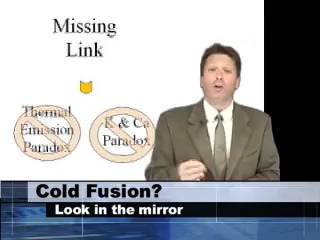 Missing
Link
Thermal
Emission
Paradox
K & Ca
Paradox
Cold Fusion?
Look in the mirror